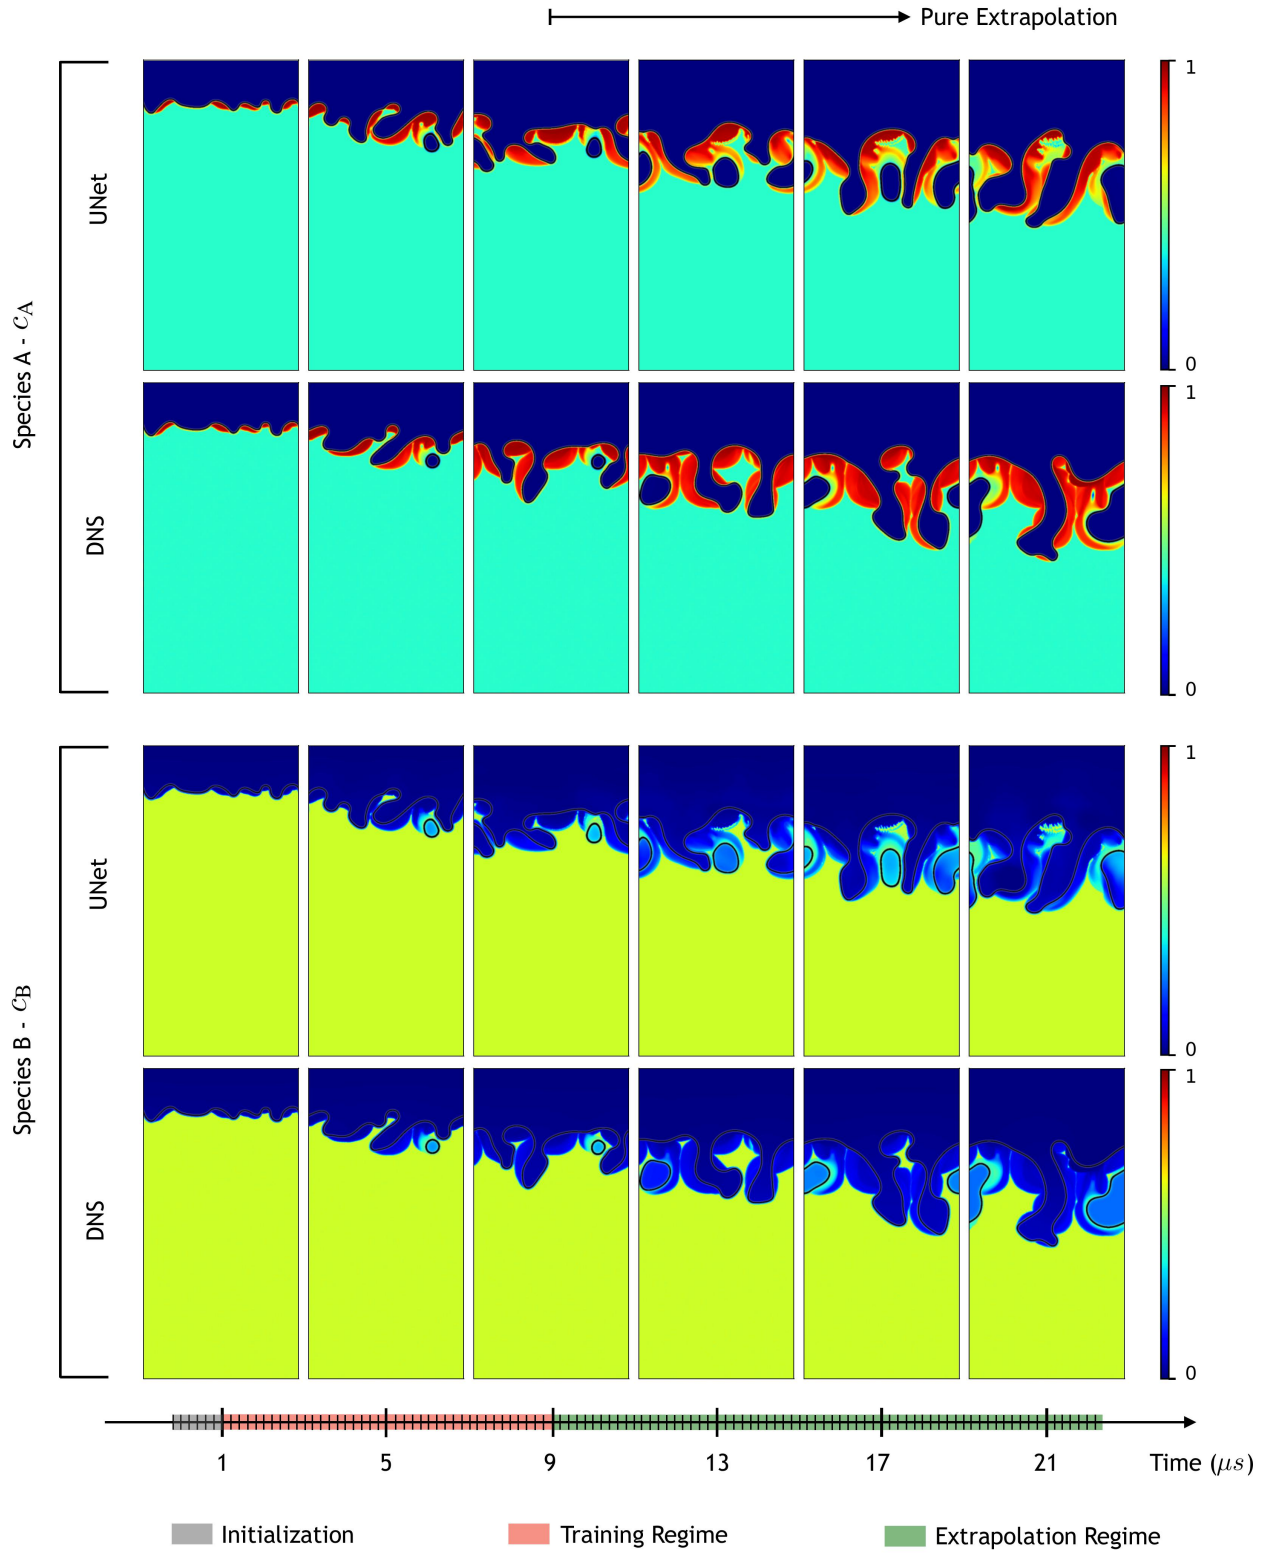 Pure Extrapolation
Species A - cA
UNet
1
0
DNS
1
0
Species B - cB
UNet
1
0
DNS
1
0
1 5 9 13 17 21 Time (μs)
Initialization Training Regime Extrapolation Regime